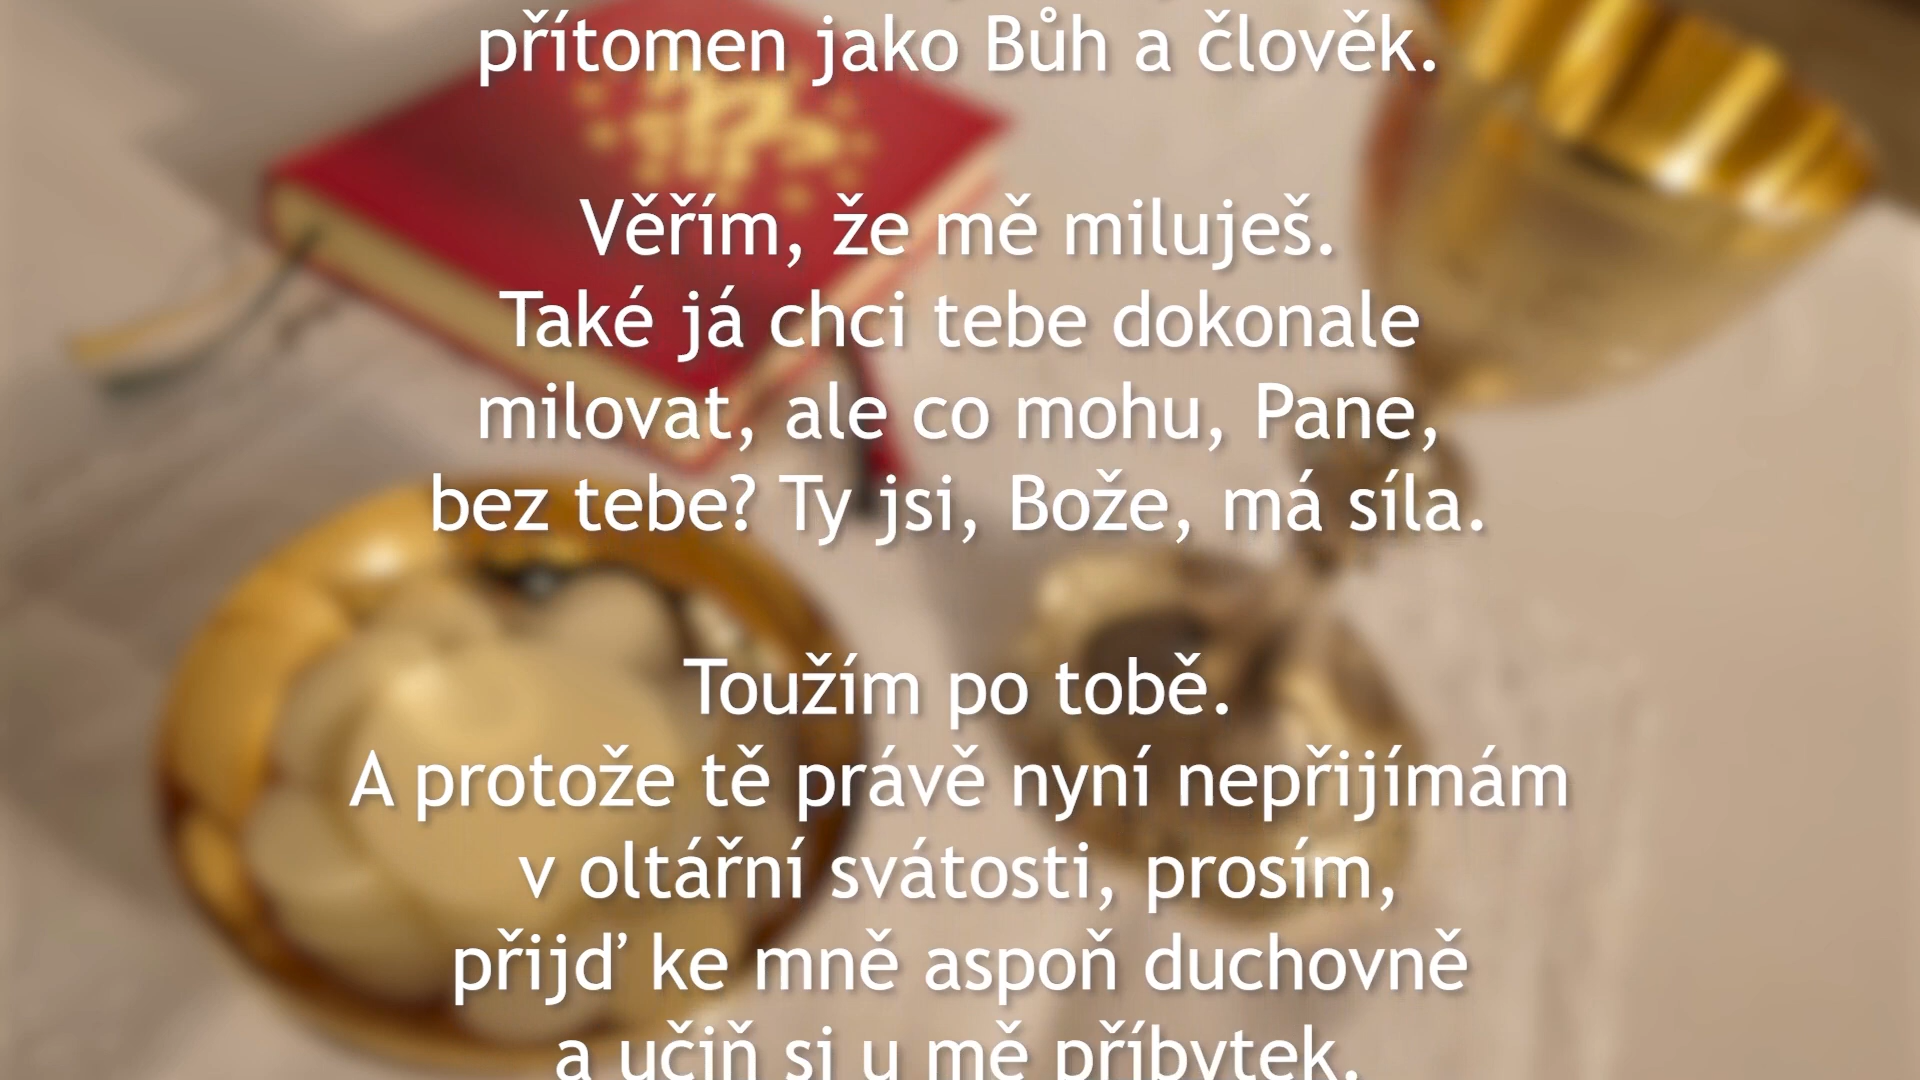 přítomen jako Bůh a člověk.
Věřím, že mě miluješ.
Také já chci tebe dokonale
milovat, ale co mohu, Pane,
bez tebe? Ty jsi, Bože, má síla.
Toužím po tobě.
A protože tě právě nyní nepřijímám
v oltářní svátosti, prosím,
přijď ke mně aspoň duchovně
a učiň si u mě příbytek.